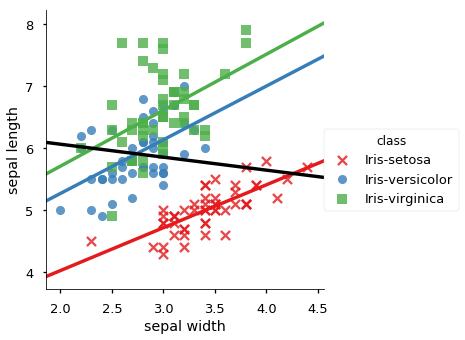 8
7
6
5
4
sepal length
2.0 2.5 3.0 3.5 4.0 4.5
sepal width
class
Iris-setosa
Iris-versicolor
Iris-virginica